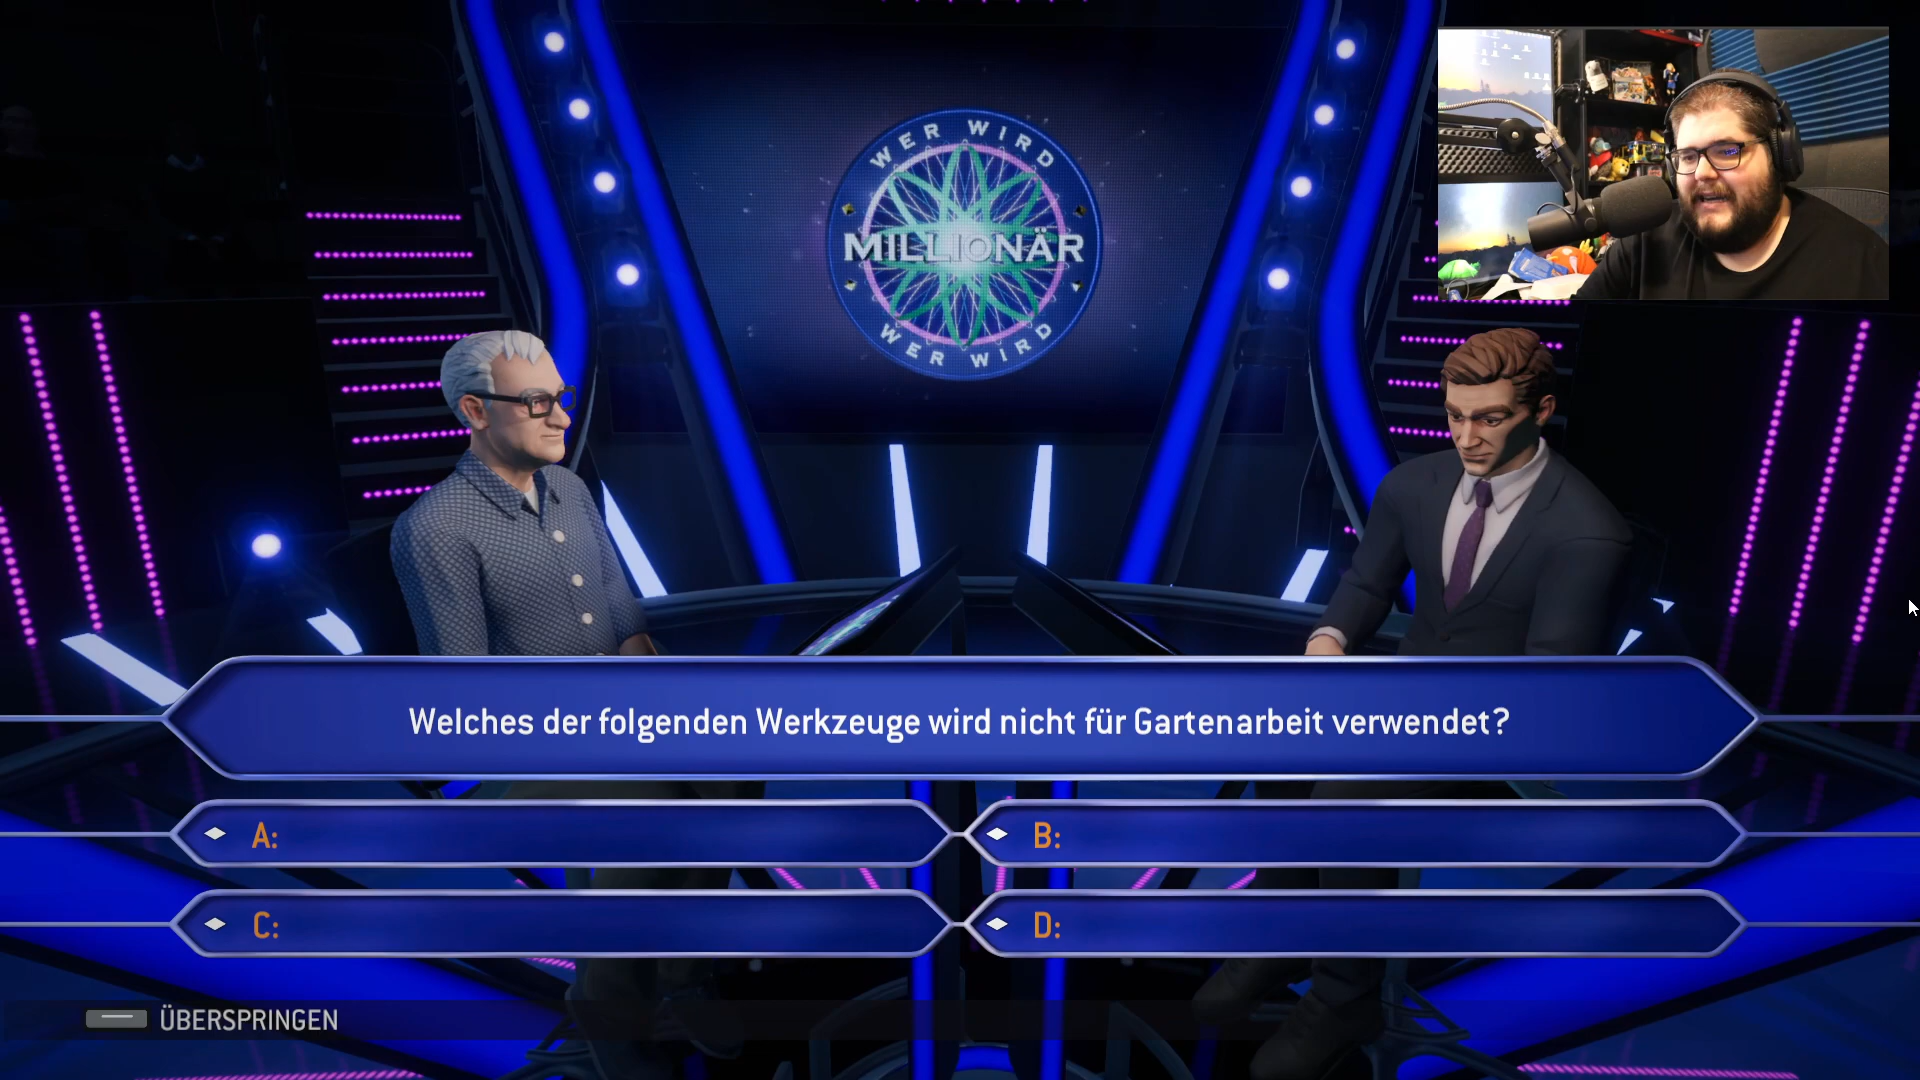 WER WIRD
MILLIONÄR
WER WIRD
Welches der folgenden Werkzeuge wird nicht für Gartenarbeit verwendet?
A:
B:
C:
D:
ÜBERSPRINGEN